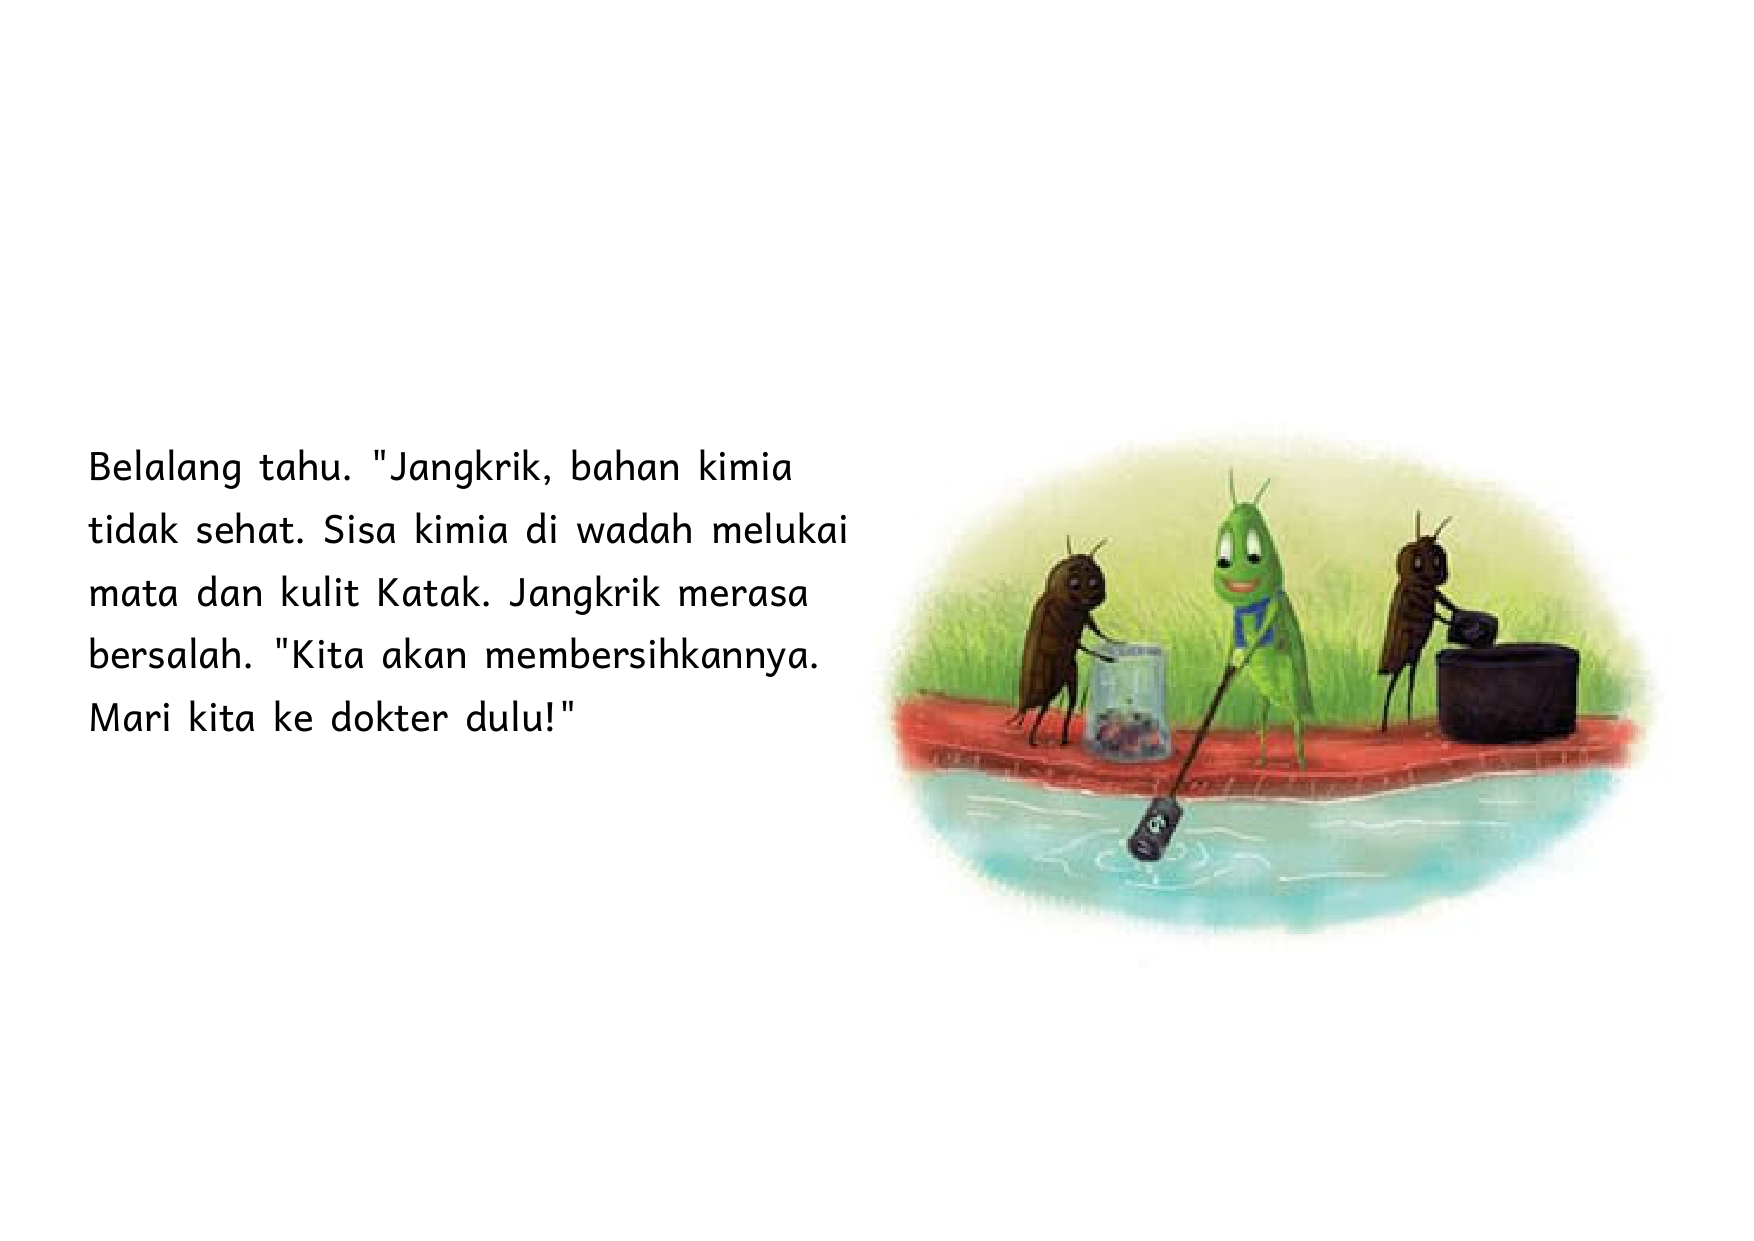 Belalang tahu. "Jangkrik, bahan kimia
tidak sehat. Sisa kimia di wadah melukai
mata dan kulit Katak. Jangkrik merasa
bersalah. "Kita akan membersihkannya.
Mari kita ke dokter dulu!"